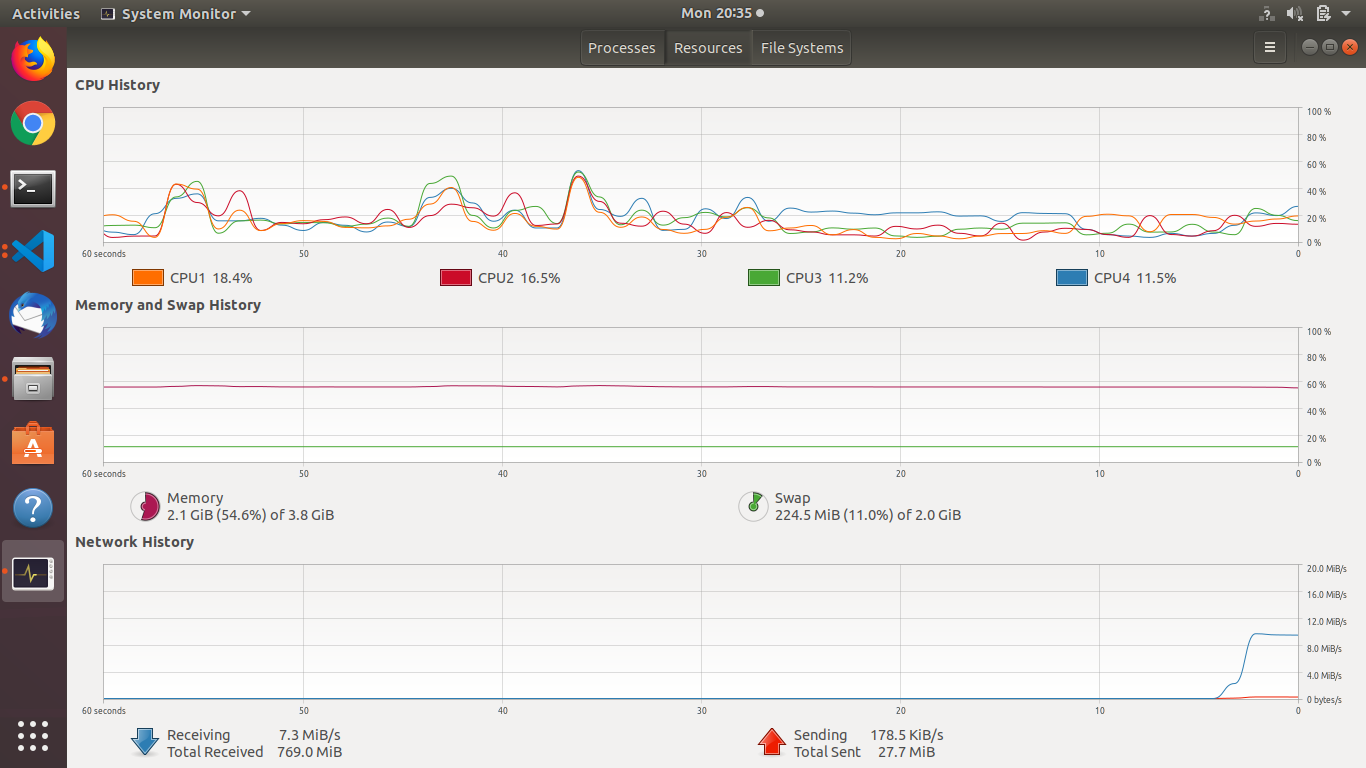 Activities System Monitor Mon 20:35
Processes Resources File Systems
CPU History
100 %
80 %
60 %
40 %
20 %
0 %
60 seconds 50 40 30 20 10 0
CPU1 18.4% CPU2 16.5% CPU3 11.2% CPU4 11.5%
Memory and Swap History
100 %
80 %
60 %
40 %
20 %
0 %
60 seconds 50 40 30 20 10 0
Memory Swap
2.1 GiB (54.6%) of 3.8 GiB 224.5 MiB (11.0%) of 2.0 GiB
Network History
20.0 MiB/s
16.0 MiB/s
12.0 MiB/s
8.0 MiB/s
4.0 MiB/s
0 bytes/s
60 seconds 50 40 30 20 10 0
Receiving 7.3 MiB/s Sending 178.5 KiB/s
Total Received 769.0 MiB Total Sent 27.7 MiB